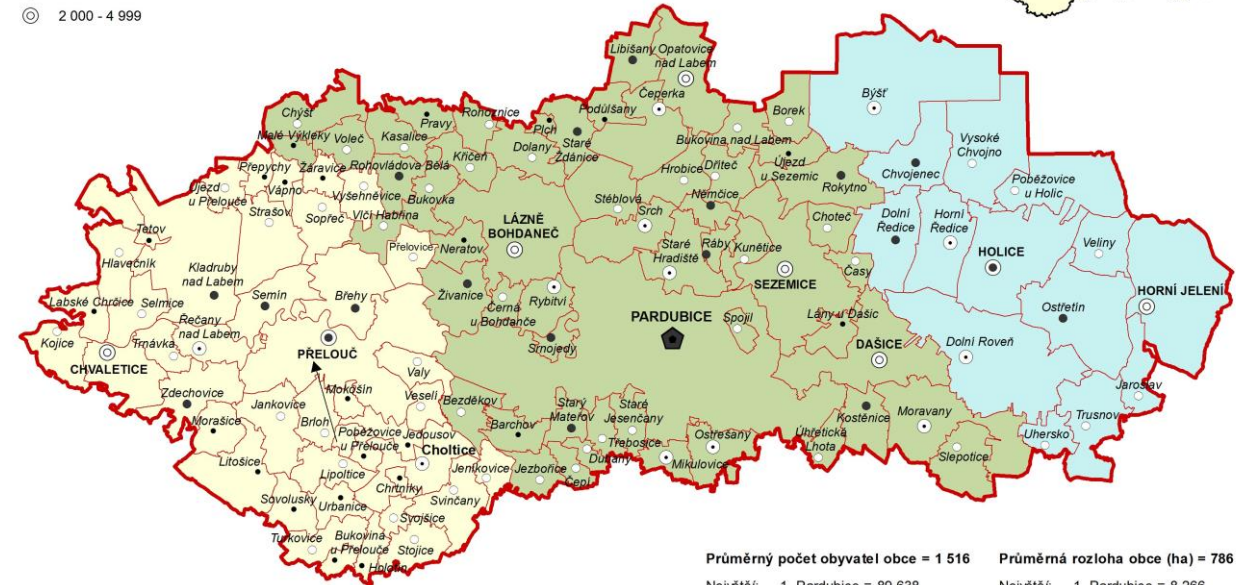 2 000 - 4 999
Libišany
Opatovice
nad Labem
Čeperka
Býšť
Chýšť
Malé Výkleky
Voleč
Kasalice
Pravy
Rohoznice
Plch
Podůlšany
Borek
Bukovina nad Labem
Staré
Ždánice
Dolany
Křičeň
Vysoké
Chvojno
Přepychy
Žáravice
Rohovládova Bělá
Vápno
Vyšehněvice
Bukovka
Hrobice
Dříteč
Újezd
u Sezemic
Rokytno
Chvojenec
Poběžovice
u Holic
Újezd
u Přelouče
Strašov
Sopřeč
Vlčí Habřina
Stéblová
Němčice
Srch
Choteč
Dolní
Ředice
Horní
Ředice
LÁZNĚ
BOHDANEČ
Tetov
Hlavečník
Přelovice
Neratov
Staré
Hradiště
Ráby
Kunětice
HOLICE
Veliny
Kladruby
nad Labem
Semín
Břehy
Živanice
Černá
u Bohdanče
Rybitví
SEZEMICE
Časy
HORNÍ JELENÍ
Labské Chrčice
Selmice
Řečany
nad Labem
Ostřetín
Kojice
Trnávka
PARDUBICE
Spojil
Lány u Dašic
Srnojedy
DAŠICE
Dolní Roveň
CHVALETICE
PŘELOUČ
Valy
Zdechovice
Mokošín
Veselí
Bezděkov
Starý
Mateřov
Staré
Jesenčany
Kostěnice
Moravany
Jaroslav
Morašice
Jankovice
Brloh
Barchov
Třebosice
Ostřešany
Úhřetická
Lhota
Trusnov
Poběžovice
u Přelouče
Jedousov
Choltice
Dubany
Mikulovice
Uhersko
Slepotice
Litošice
Lipoltice
Jeníkovice
Jezbořice
Čepí
Chrtníky
Svinčany
Sovolusky
Urbanice
Svojšice
Turkovice
Bukovina
u Přelouče
Stojice
Holotín
Průměrný počet obyvatel obce = 1 516
Průměrná rozloha obce (ha) = 786